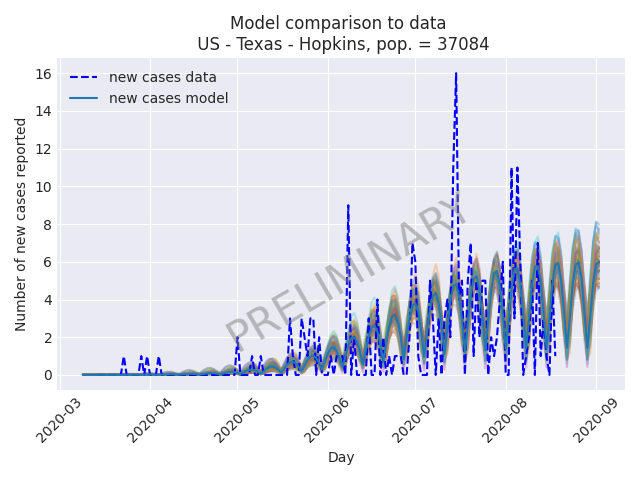 Model comparison to data
US - Texas - Hopkins, pop. = 37084
new cases data
new cases model
Number of new cases reported
16
14
12
10
8
6
4
2
0
PRELIMINARY
2020-03
2020-04
2020-05
2020-06
2020-07
2020-08
2020-09
Day